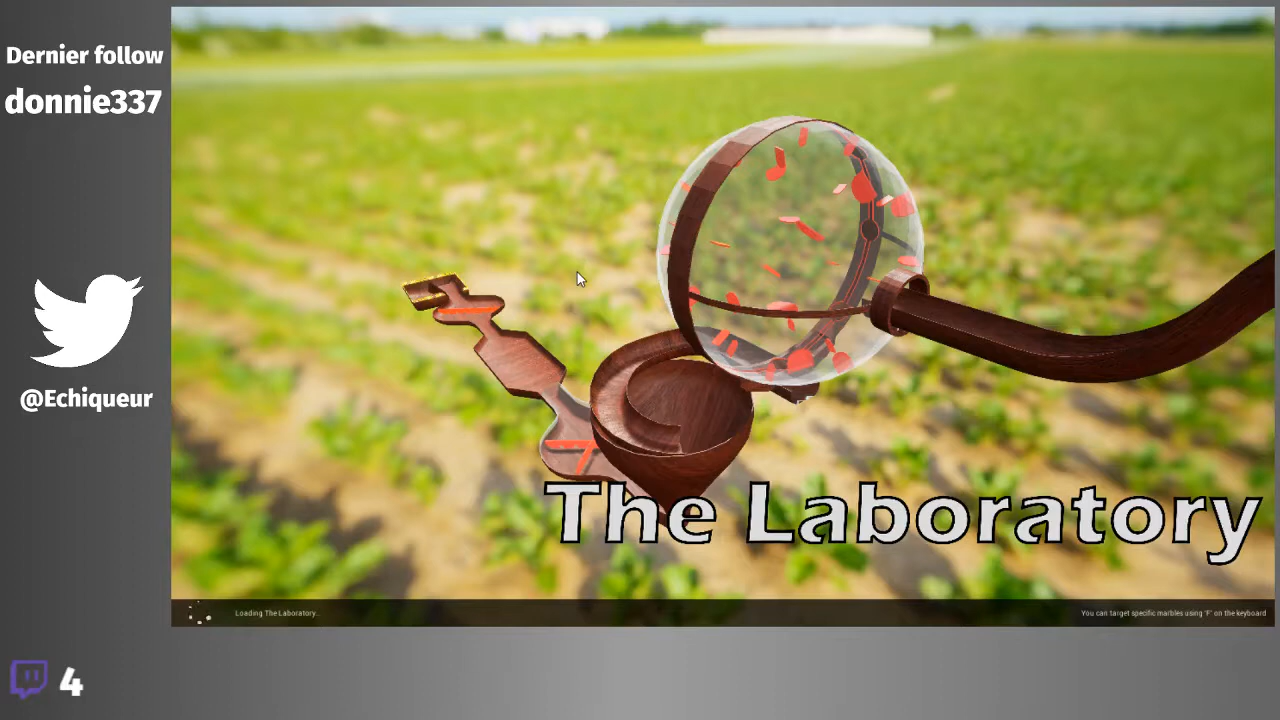 Dernier follow
donnie337
@Echiqueur
The Laboratory
Loading The Laboratory..
You can target specific marbles using 'F' on the keyboard
4